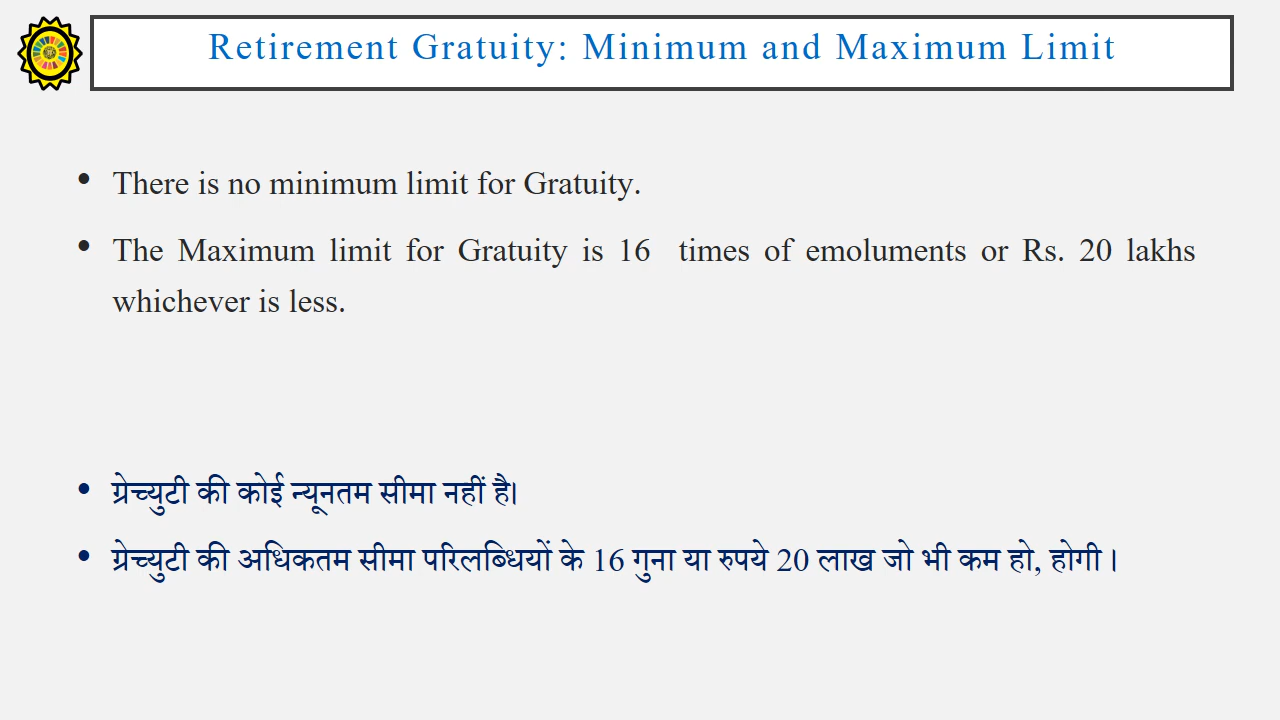 Retirement Gratuity: Minimum and Maximum Limit
• There is no minimum limit for Gratuity.
• The Maximum limit for Gratuity is 16 times of emoluments or Rs. 20 lakhs
whichever is less.
• ग्रेच्युटी की कोई न्यूनतम सीमा नहीं है।
• ग्रेच्युटी की अधिकतम सीमा परिलब्धियों के 16 गुना या रुपये 20 लाख जो भी कम हो, होगी ।